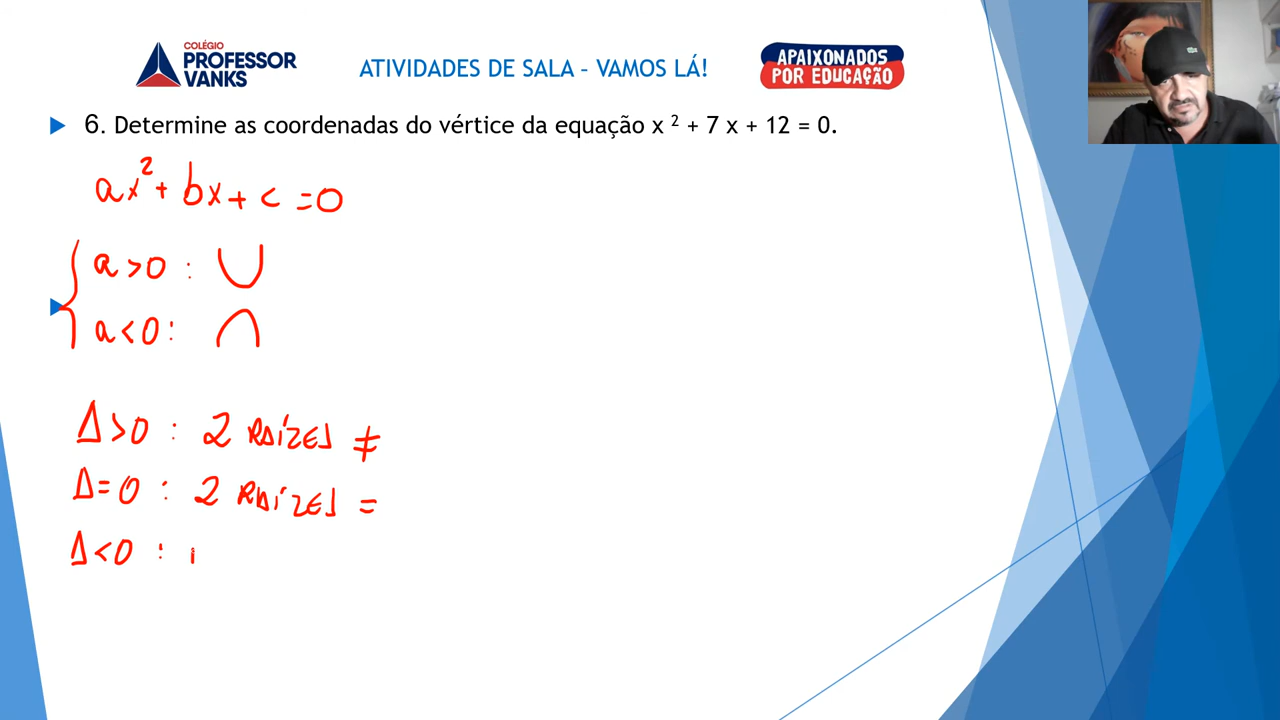 COLÉGIO
PROFESSOR
VANKS
ATIVIDADES DE SALA – VAMOS LÁ!
APAIXONADOS
POR EDUCAÇÃO
6. Determine as coordenadas do vértice da equação x ² + 7 x + 12 = 0.
ax² + bx + c = 0
a > 0 : ∪
a < 0 : ∩
Δ > 0 : 2 RAÍZES ≠
Δ = 0 : 2 RAÍZES =
Δ < 0 :